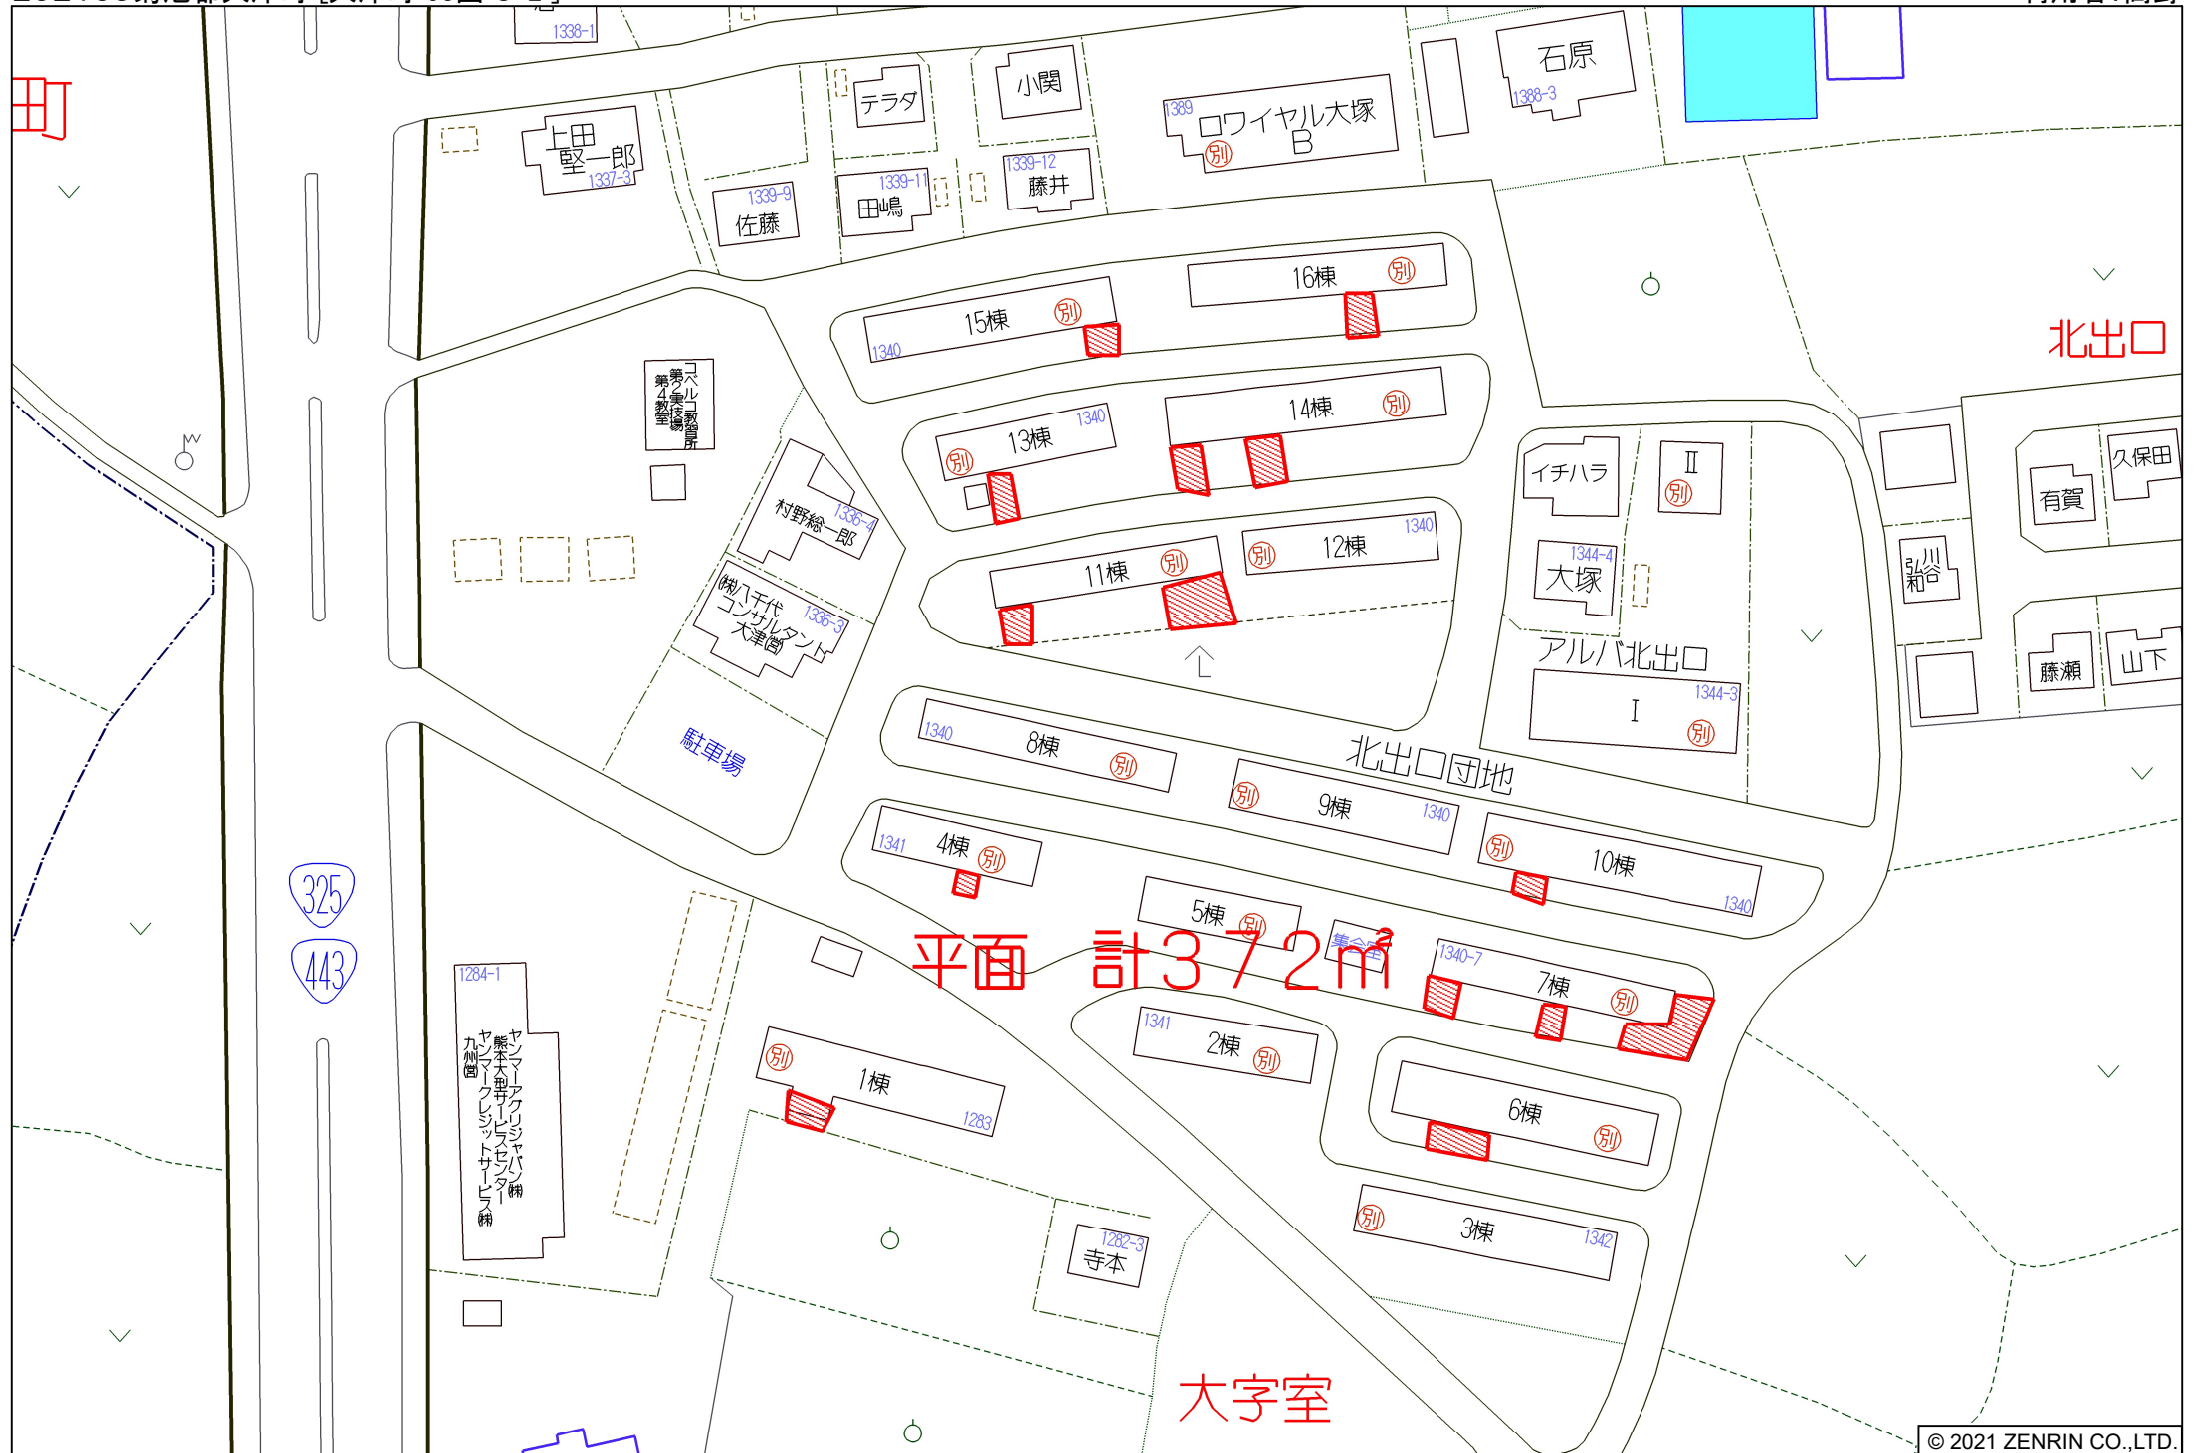 1338-1
町
テラダ
小関
1389
ロワイヤル大塚
B
別
石原
1388-3
上田
堅一郎
1337-3
1339-9
佐藤
1339-11
田嶋
1339-12
藤井
16棟
別
15棟
別
1340
北出口
コベルコ教習所
第2実技場
第4教室
14棟
別
13棟
1340
別
イチハラ
Ⅱ
別
久保田
有賀
村野総一郎
1336-4
11棟
別
12棟
1340
別
1344-4
大塚
川谷
弘和
㈱八千代
コンサルタント
大津営
1336-3
アルバ北出口
1344-3
Ⅰ
別
藤瀬
山下
駐車場
1340
8棟
別
北出口団地
別
9棟
1340
1341
4棟
別
別
10棟
1340
325
443
5棟
別
集会室
平面 計372㎡
1340-7
7棟
別
1284-1
ヤンマーアグリジャパン㈱
熊本大型サービスセンター
ヤンマークレジットサービス㈱
九州営
1341
2棟
別
別
1棟
1283
6棟
別
別
3棟
1342
1282-3
寺本
大字室
© 2021 ZENRIN CO.,LTD.